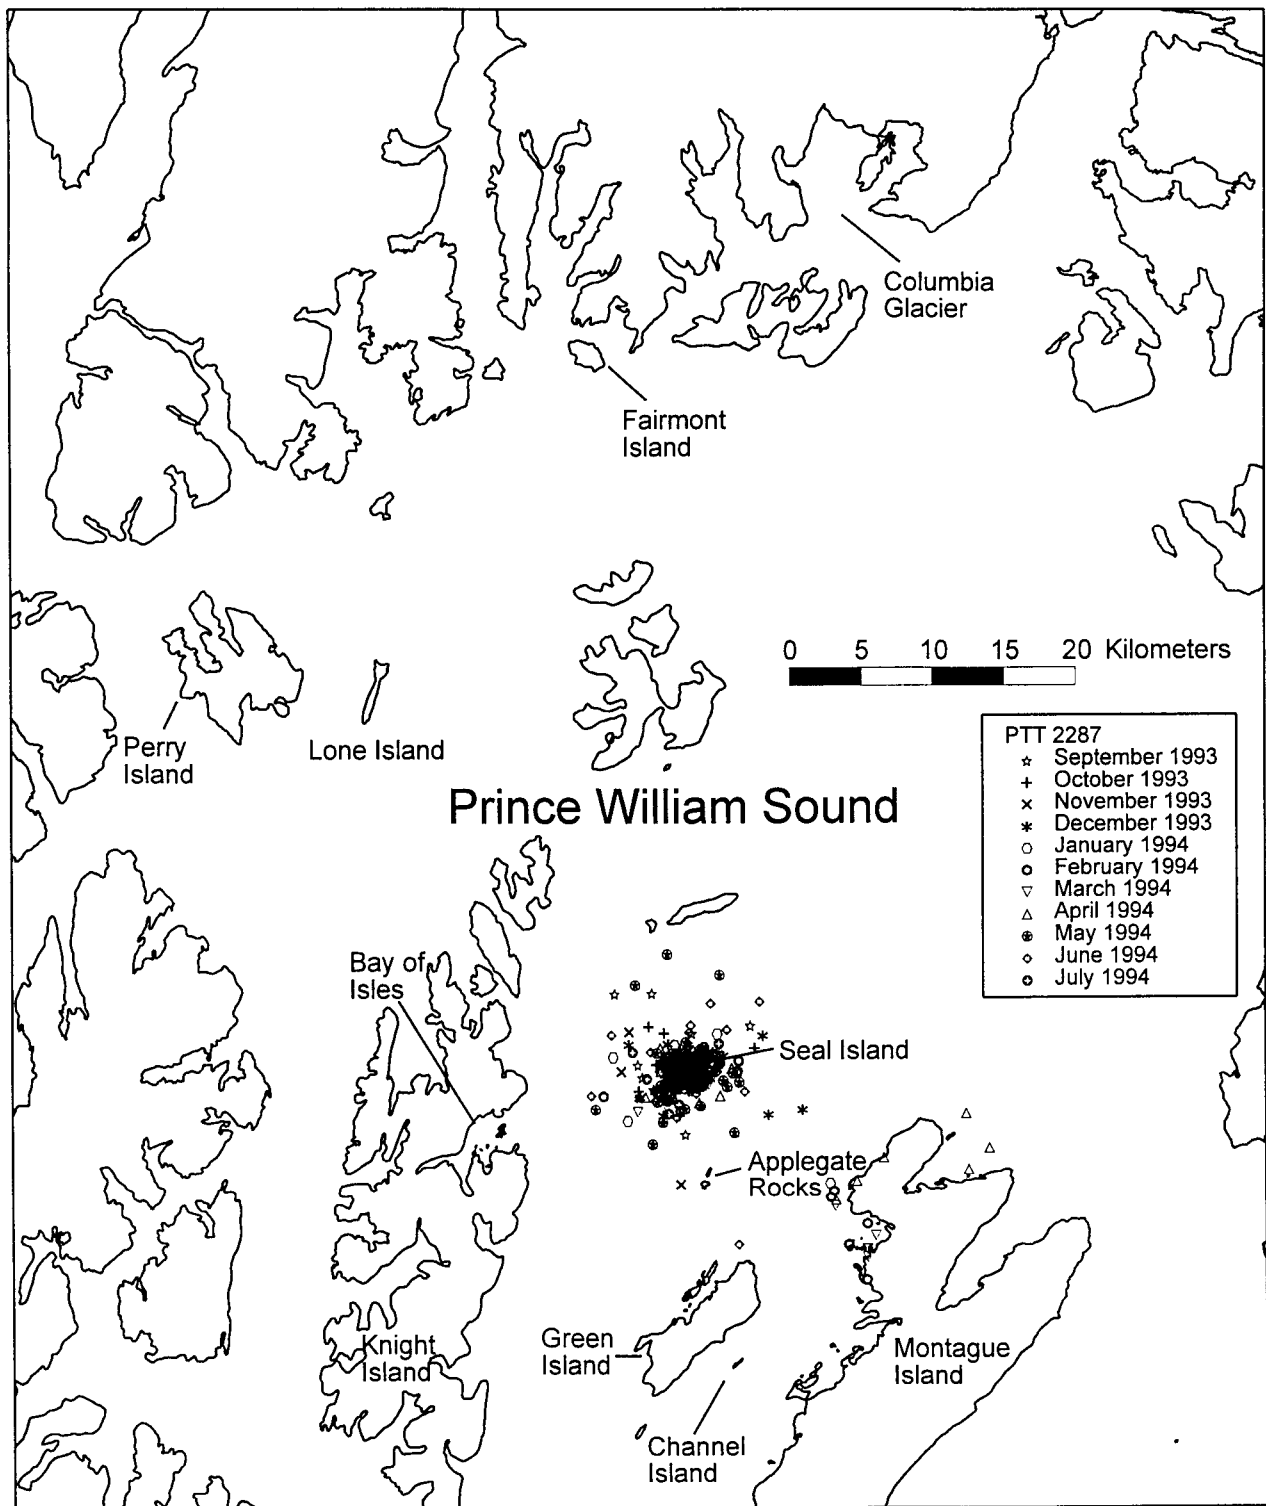 Columbia
Glacier
Fairmont
Island
0 5 10 15 20 Kilometers
PTT 2287
September 1993
October 1993
November 1993
December 1993
January 1994
February 1994
March 1994
April 1994
May 1994
June 1994
July 1994
Perry
Island
Lone Island
Prince William Sound
Bay of
Isles
Seal Island
Applegate
Rocks
Green
Island
Knight
Island
Montague
Island
Channel
Island